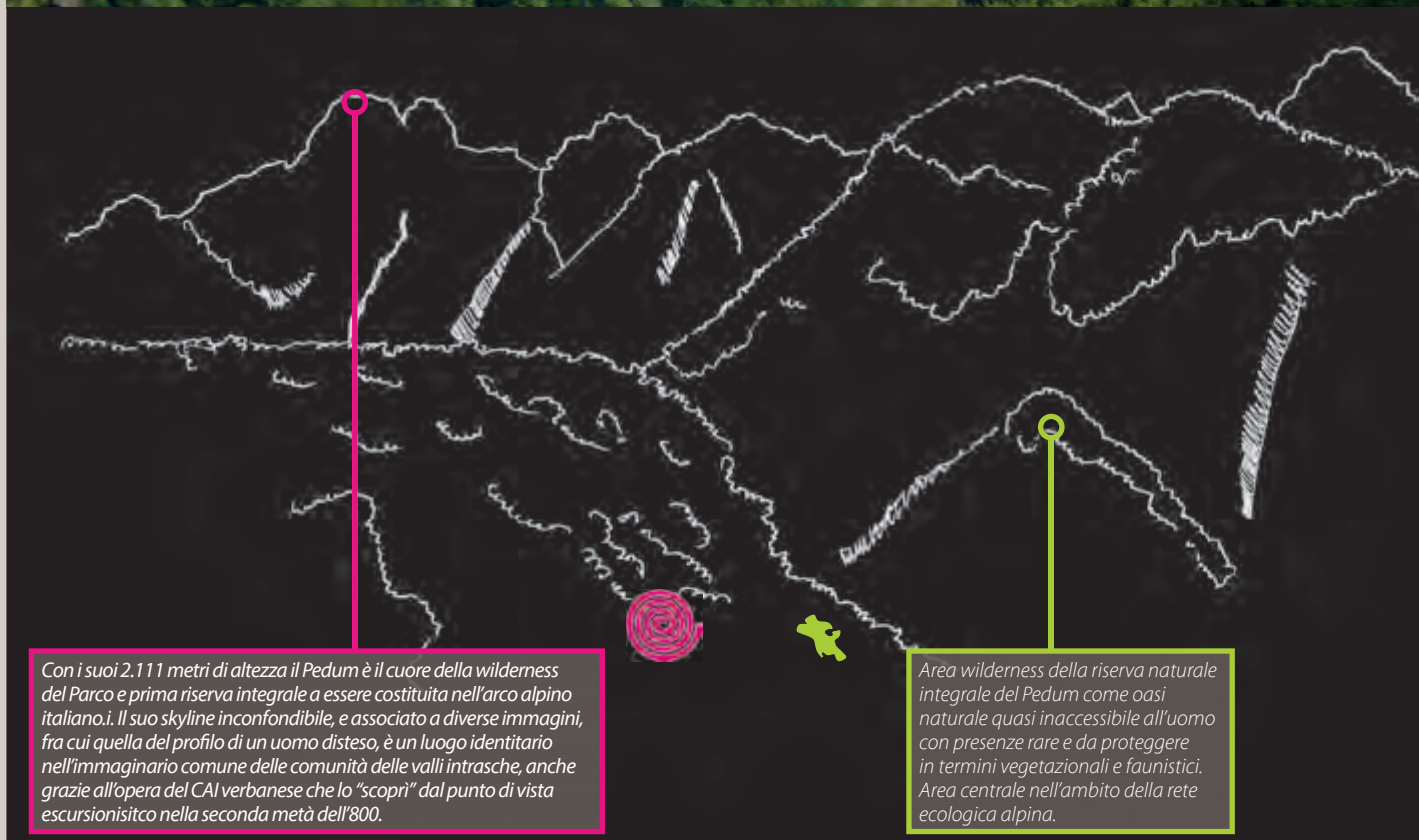 Con i suoi 2.111 metri di altezza il Pedum è il cuore della wilderness
del Parco e prima riserva integrale a essere costituita nell'arco alpino
italiano.i. Il suo skyline inconfondibile, e associato a diverse immagini,
fra cui quella del profilo di un uomo disteso, è un luogo identitario
nell'immaginario comune delle comunità delle valli intrasche, anche
grazie all'opera del CAI verbanese che lo "scoprì" dal punto di vista
escursionisitco nella seconda metà dell'800.
Area wilderness della riserva naturale
integrale del Pedum come oasi
naturale quasi inaccessibile all'uomo
con presenze rare e da proteggere
in termini vegetazionali e faunistici.
Area centrale nell'ambito della rete
ecologica alpina.